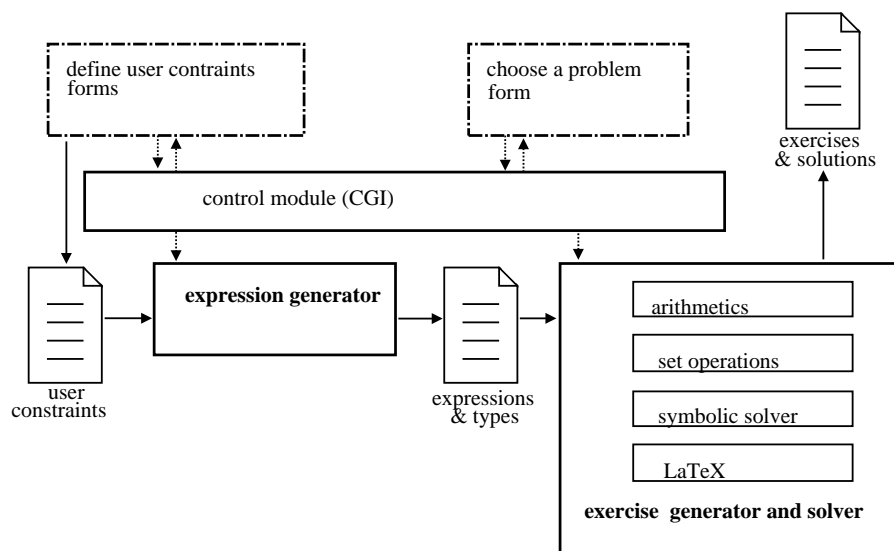 define user contraints
forms
choose a problem
form
exercises
& solutions
control module (CGI)
expression generator
arithmetics
set operations
symbolic solver
LaTeX
exercise generator and solver
user
constraints
expressions
& types